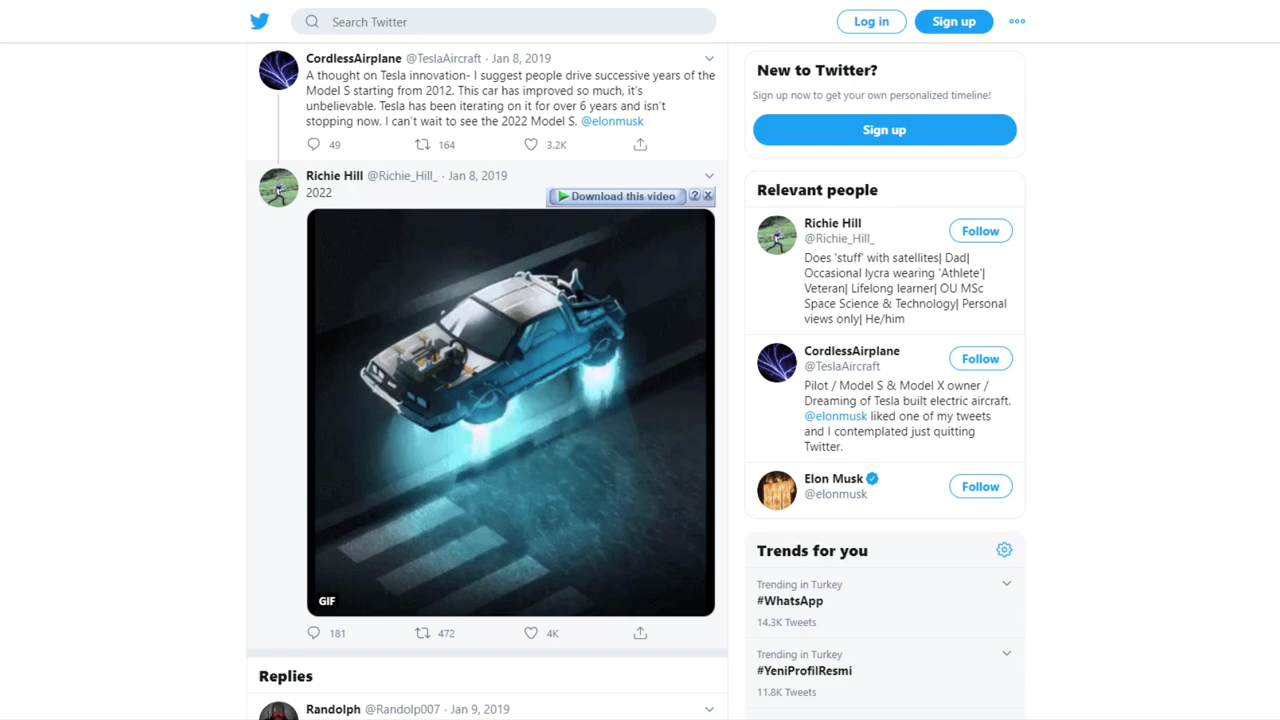 Search Twitter
Log in
Sign up
CordlessAirplane @TeslaAircraft · Jan 8, 2019
A thought on Tesla innovation- I suggest people drive successive years of the
Model S starting from 2012. This car has improved so much, it's
unbelievable. Tesla has been iterating on it for over 6 years and isn't
stopping now. I can't wait to see the 2022 Model S. @elonmusk
49
164
3.2K
Richie Hill @Richie_Hill_ · Jan 8, 2019
2022
Download this video
?
X
GIF
181
472
4K
Replies
Randolph @Randolp007 · Jan 9, 2019
New to Twitter?
Sign up now to get your own personalized timeline!
Sign up
Relevant people
Richie Hill
@Richie_Hill_
Follow
Does 'stuff' with satellites| Dad|
Occasional lycra wearing 'Athlete'|
Veteran| Lifelong learner| OU MSc
Space Science & Technology| Personal
views only| He/him
CordlessAirplane
@TeslaAircraft
Follow
Pilot / Model S & Model X owner /
Dreaming of Tesla built electric aircraft.
@elonmusk liked one of my tweets
and I contemplated just quitting
Twitter.
Elon Musk
@elonmusk
Follow
Trends for you
Trending in Turkey
#WhatsApp
14.3K Tweets
Trending in Turkey
#YeniProfilResmi
11.8K Tweets